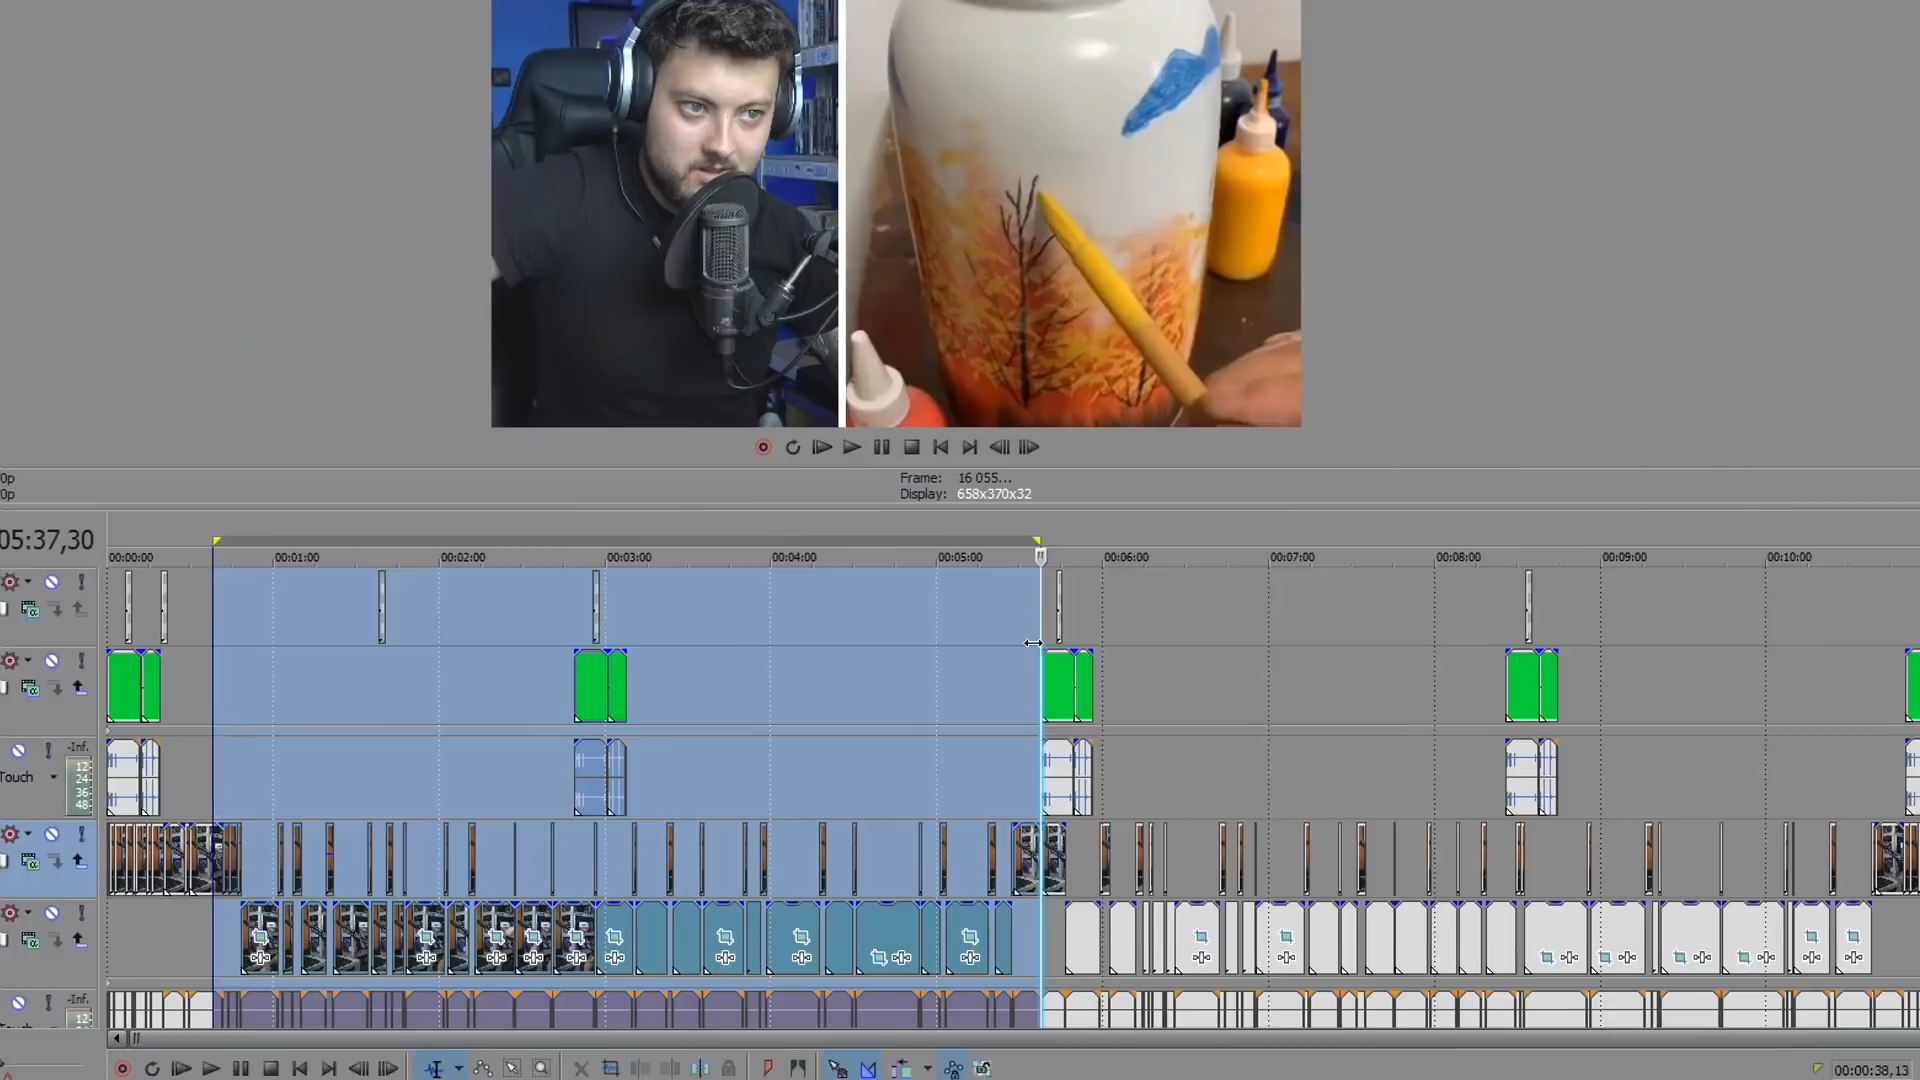 0p
Frame: 16 055...
0p
Display: 658x370x32
05:37,30
00:00:00 00:01:00 00:02:00 00:03:00 00:04:00 00:05:00 00:06:00 00:07:00 00:08:00 00:09:00 00:10:00
-Inf.
12-
Touch
24-
36-
48-
-Inf.
12-
00:00:38,13